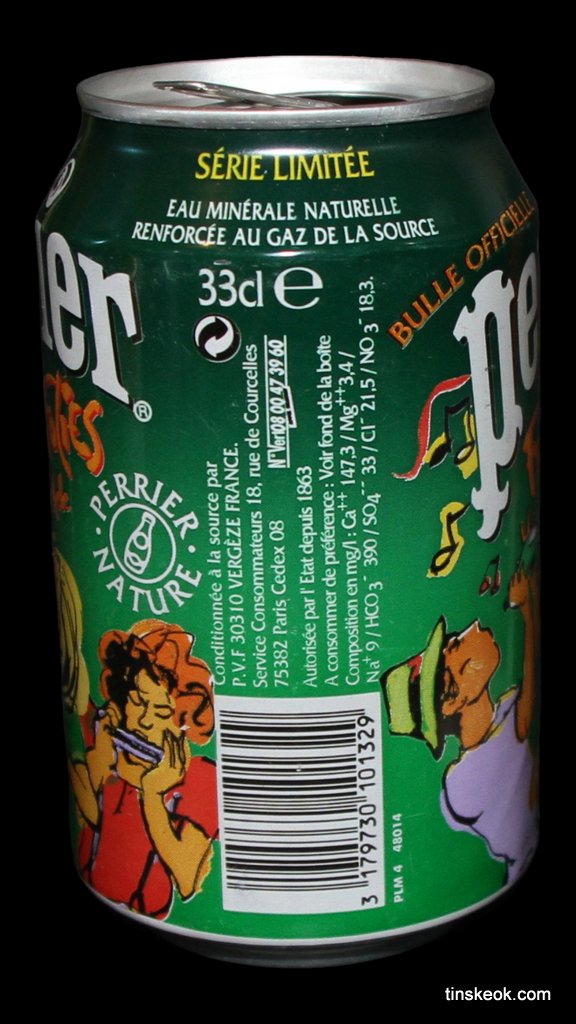 SÉRIE LIMITÉE
EAU MINÉRALE NATURELLE
RENFORCÉE AU GAZ DE LA SOURCE
33cl e
ier®
PERRIER
NATURE
Conditionnée à la source par
P.V.F 30310 VERGÈZE FRANCE.
Service Consommateurs 18, rue de Courcelles
75382 Paris Cedex 08
N°Vert 08 00 47 39 60
Autorisée par l'Etat depuis 1863
A consommer de préférence : Voir fond de la boîte
Composition en mg/l : Ca++ 147,3 / Mg++ 3,4 /
Na+ 9 / HCO3- 390 / SO4-- 33 / Cl- 21,5 / NO3- 18,3.
3 179730 101329
PLM 4 48014
BULLE OFFICIELLE
pe
tinskeok.com